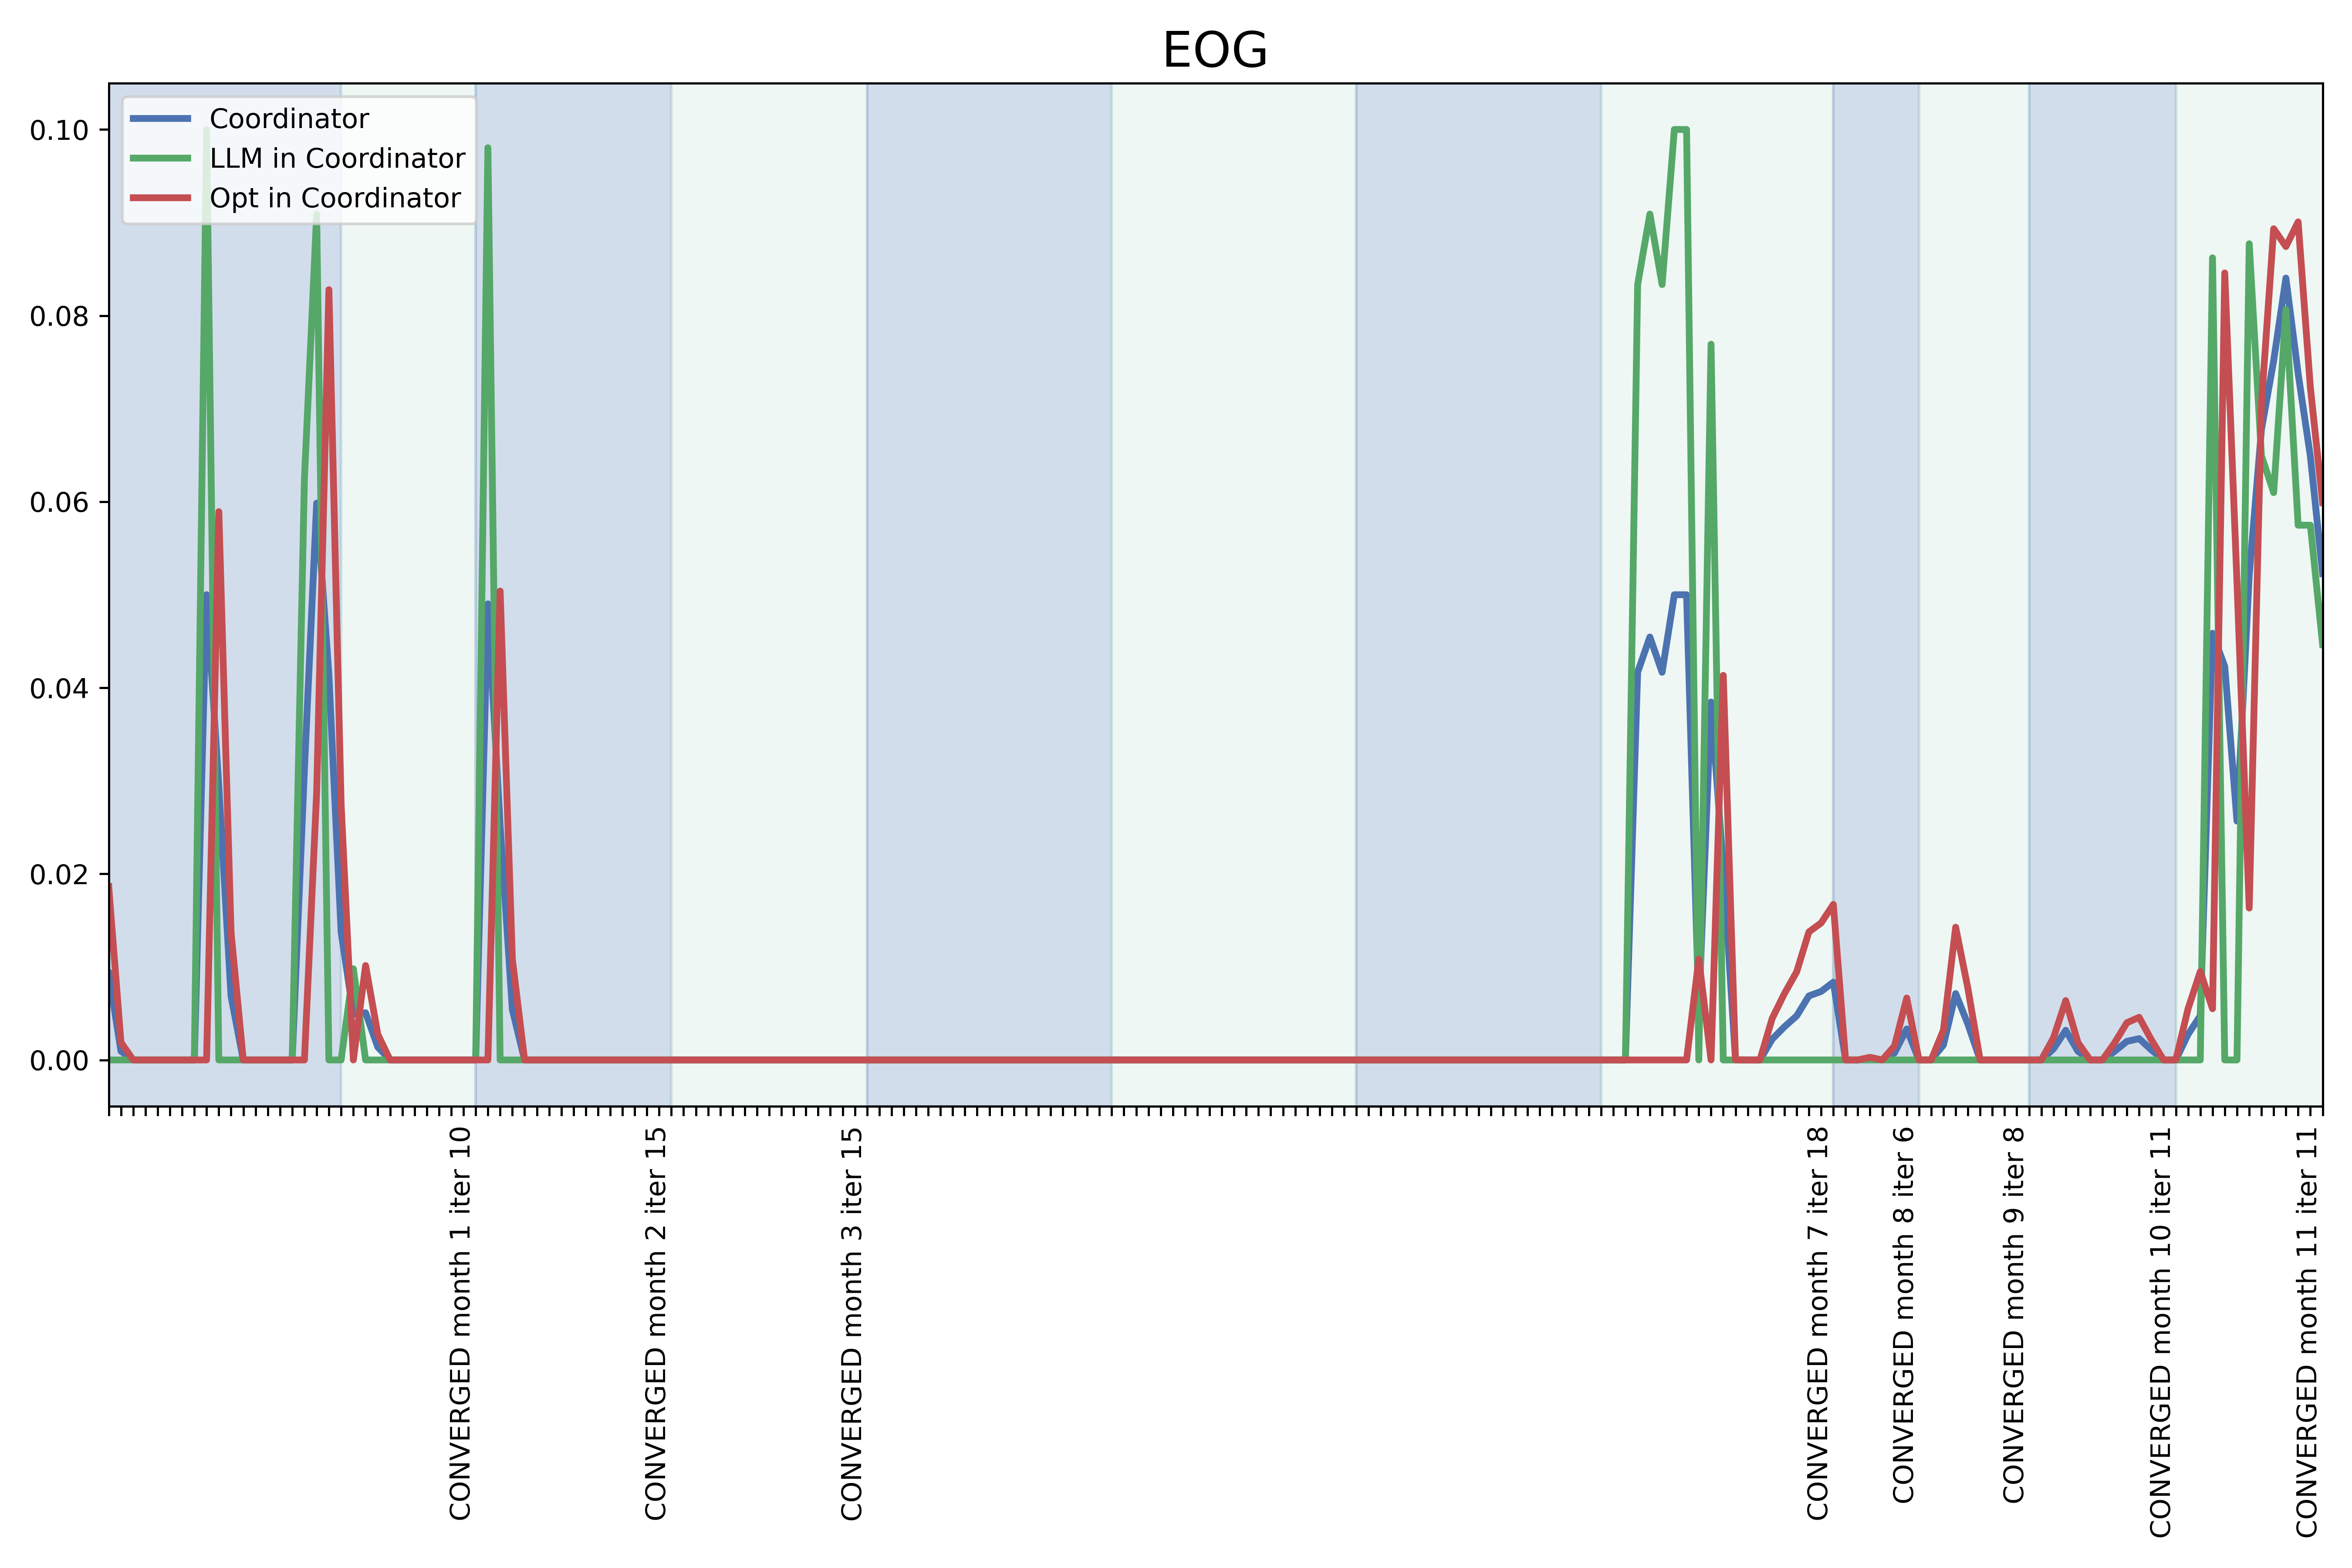 EOG
Coordinator
LLM in Coordinator
Opt in Coordinator
0.10
0.08
0.06
0.04
0.02
0.00
CONVERGED month 1 iter 10
CONVERGED month 2 iter 15
CONVERGED month 3 iter 15
CONVERGED month 7 iter 18
CONVERGED month 8 iter 6
CONVERGED month 9 iter 8
CONVERGED month 10 iter 11
CONVERGED month 11 iter 11